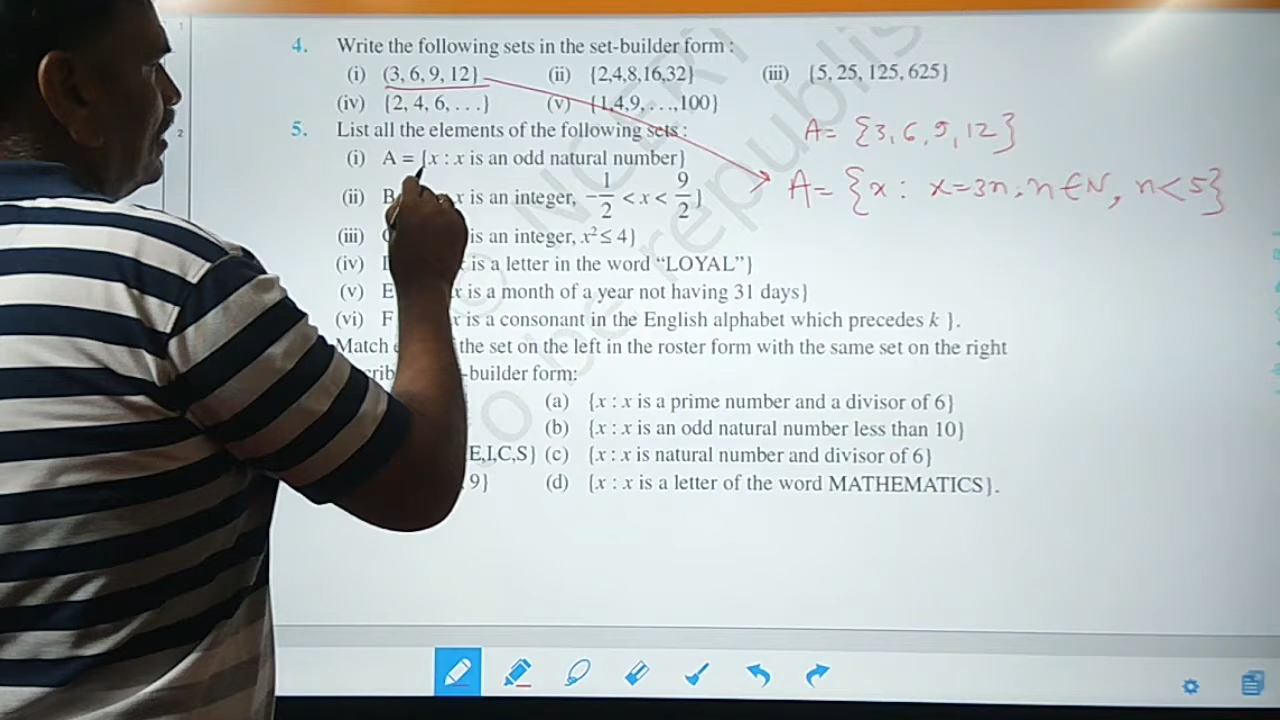 4. Write the following sets in the set-builder form :
(i) (3, 6, 9, 12} (ii) {2,4,8,16,32} (iii) {5, 25, 125, 625}
(iv) {2, 4, 6, . . .} (v) {1,4,9, . . .,100}
A = {3, 6, 9, 12}
A = {x : x = 3n, n ∈ N, n < 5}
5. List all the elements of the following sets :
(i) A = {x : x is an odd natural number}
(ii) B x is an integer, -1/2 < x < 9/2 }
(iii) is an integer, x² ≤ 4}
(iv) is a letter in the word “LOYAL”}
(v) E x is a month of a year not having 31 days}
(vi) F x is a consonant in the English alphabet which precedes k }.
Match the set on the left in the roster form with the same set on the right
-builder form:
(a) {x : x is a prime number and a divisor of 6}
(b) {x : x is an odd natural number less than 10}
E,I,C,S} (c) {x : x is natural number and divisor of 6}
9} (d) {x : x is a letter of the word MATHEMATICS}.
1
2